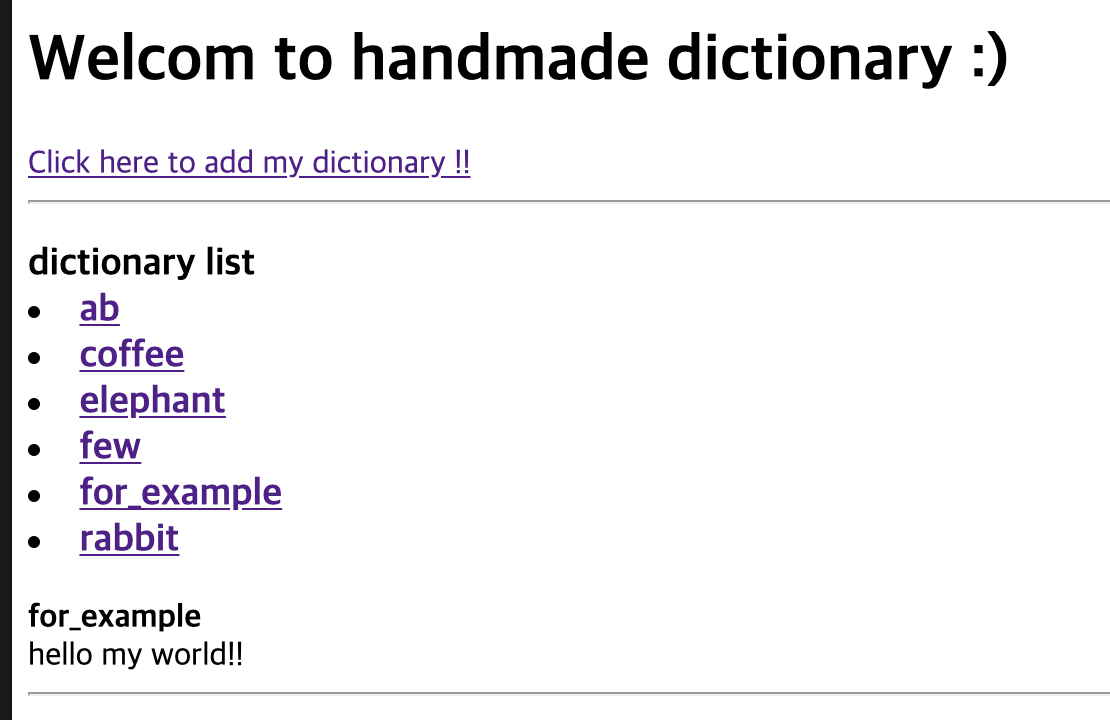 Welcom to handmade dictionary :)
Click here to add my dictionary !!
dictionary list
ab
coffee
elephant
few
for_example
rabbit
for_example
hello my world!!